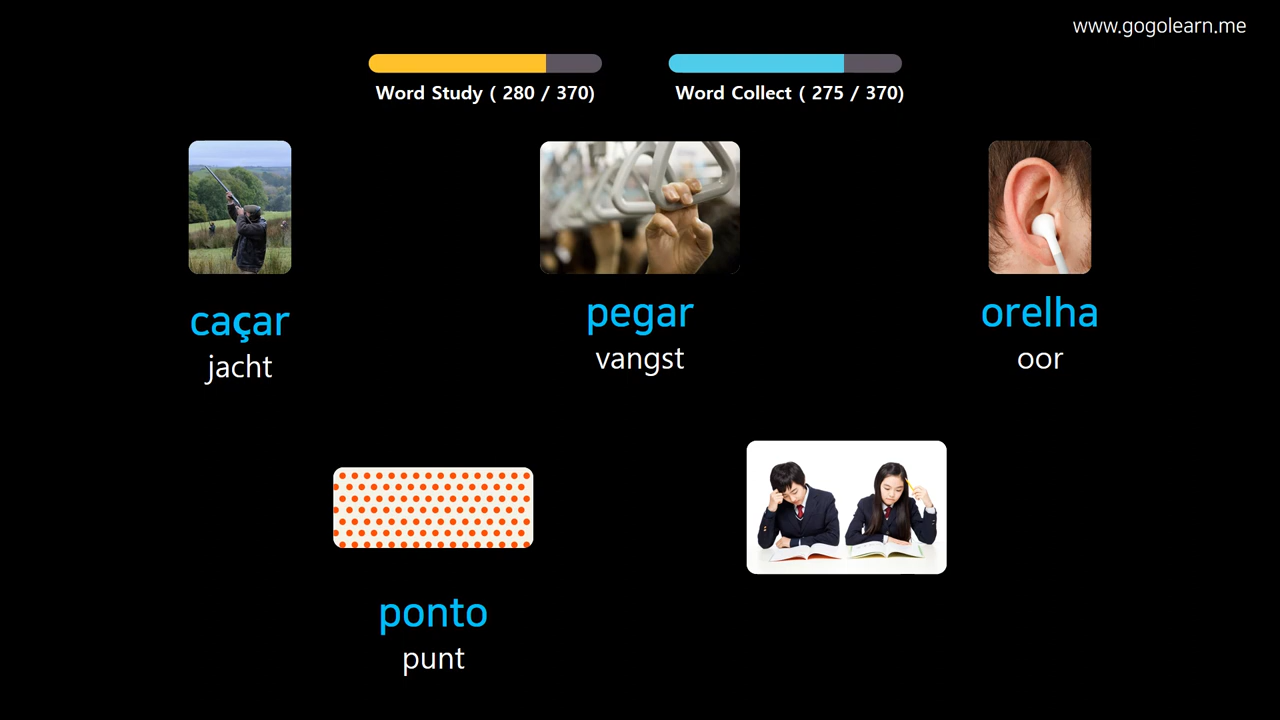 www.gogolearn.me
Word Study ( 280 / 370)
Word Collect ( 275 / 370)
caçar
jacht
pegar
vangst
orelha
oor
ponto
punt